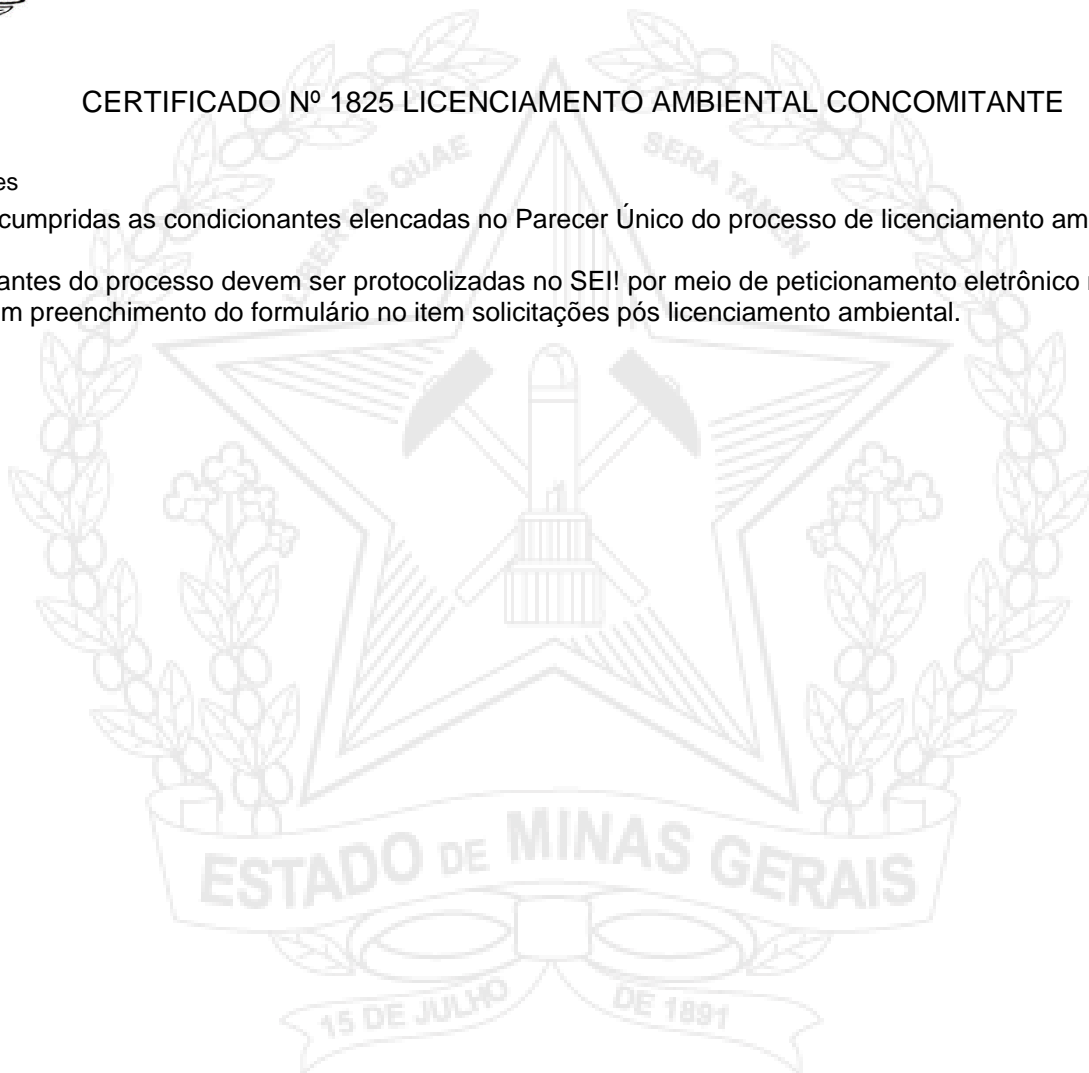 CERTIFICADO Nº 1825 LICENCIAMENTO AMBIENTAL CONCOMITANTE
es
cumpridas as condicionantes elencadas no Parecer Único do processo de licenciamento am
antes do processo devem ser protocolizadas no SEI! por meio de peticionamento eletrônico
m preenchimento do formulário no item solicitações pós licenciamento ambiental.
LIBERTAS QUAE SERA TAMEN
ESTADO DE MINAS GERAIS
15 DE JULHO DE 1891